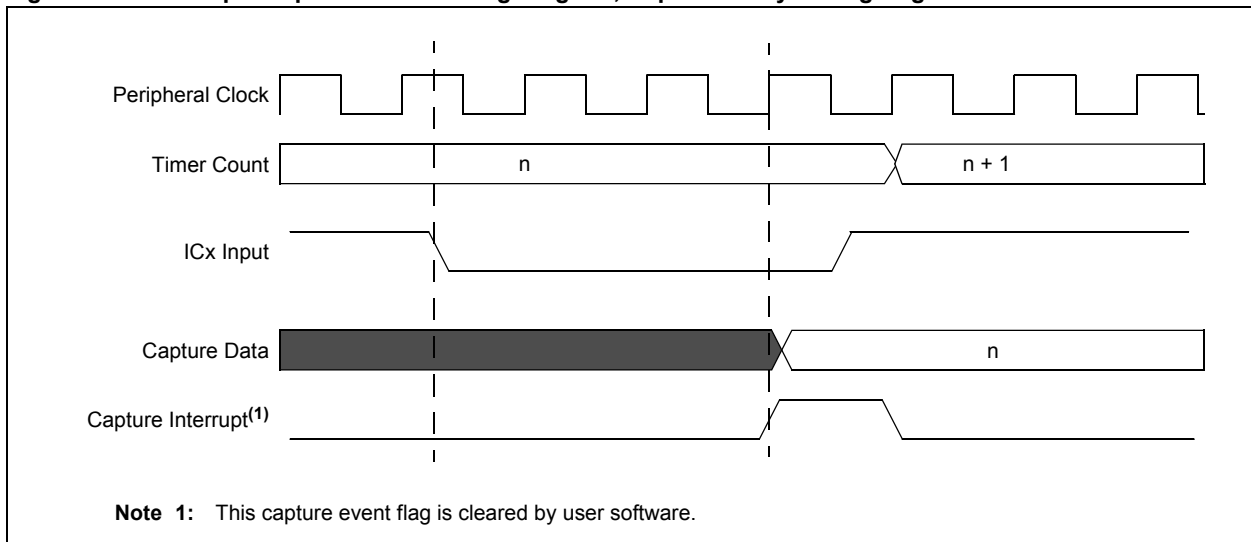 Peripheral Clock
Timer Count
n
n + 1
ICx Input
Capture Data
n
Capture Interrupt(1)
Note 1: This capture event flag is cleared by user software.